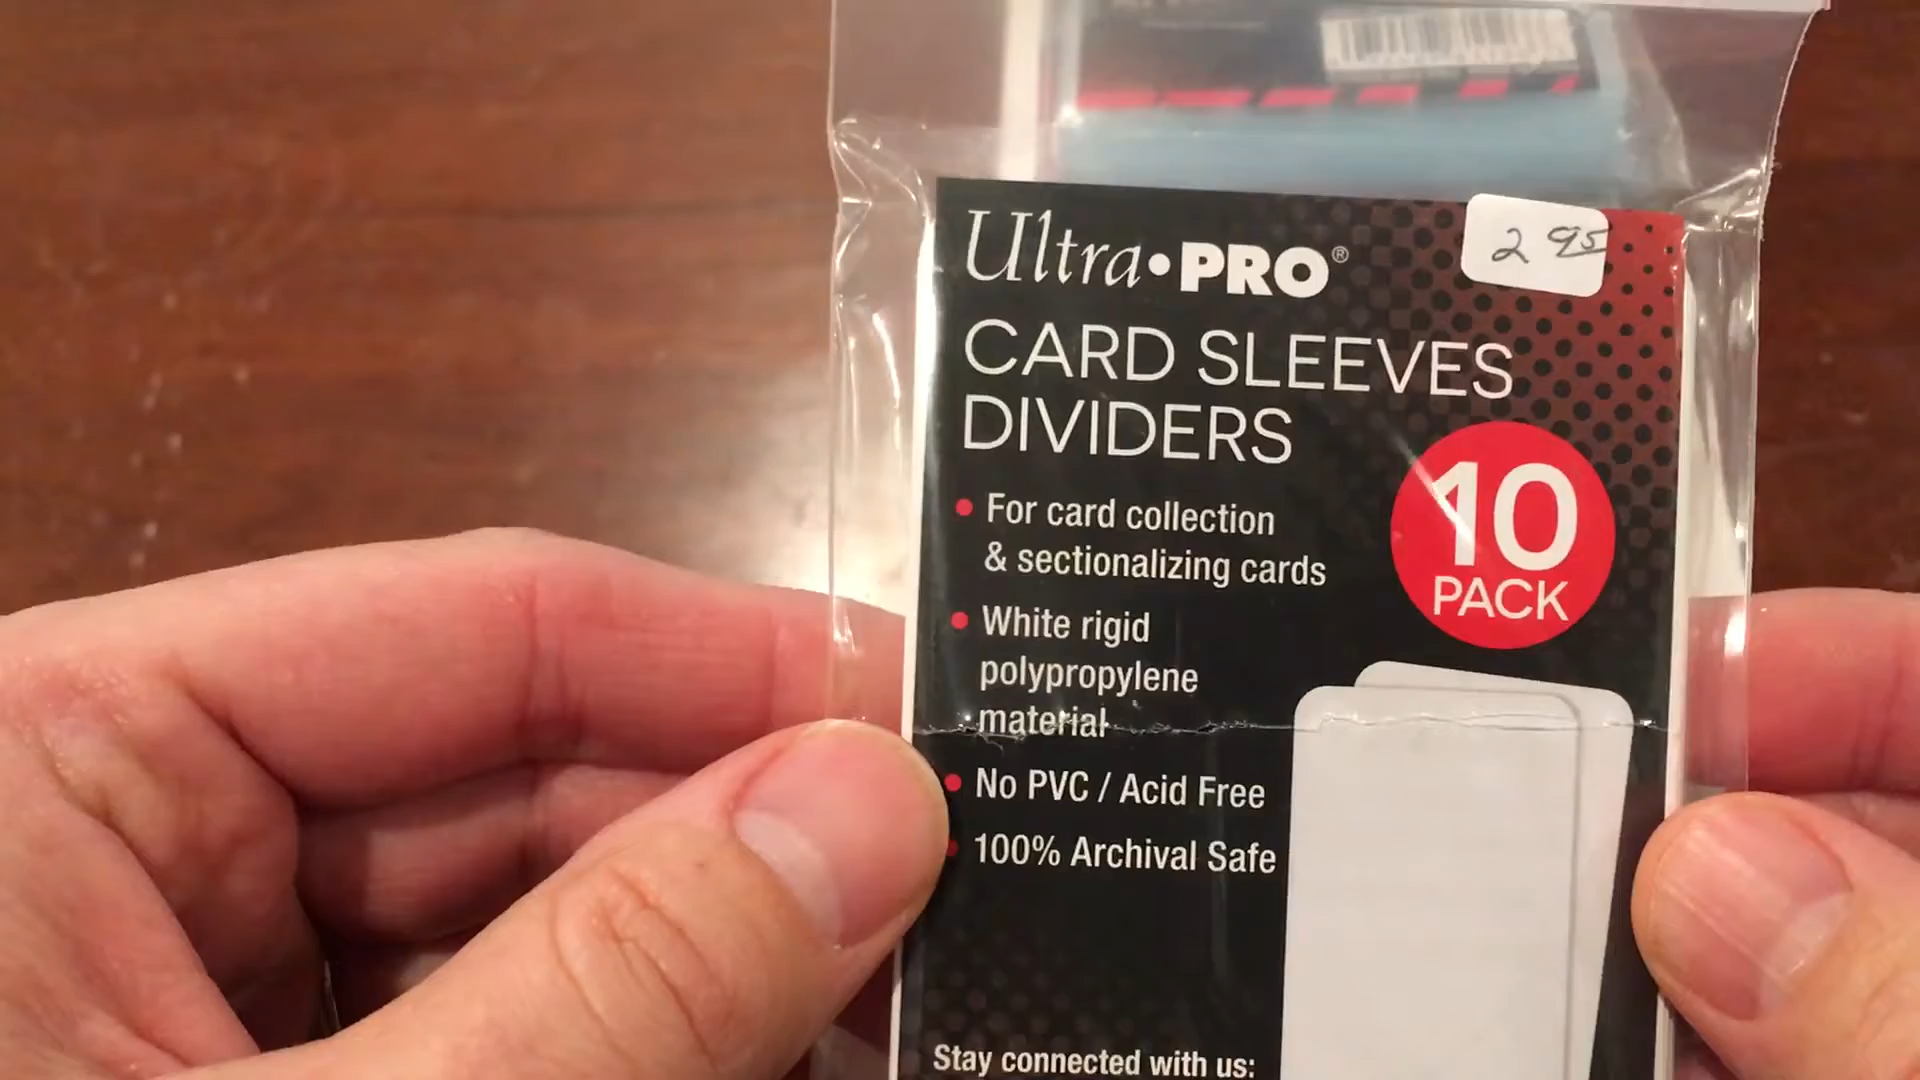 Ultra•PRO®
2 95
CARD SLEEVES
DIVIDERS
10
PACK
• For card collection
& sectionalizing cards
• White rigid
polypropylene
material
• No PVC / Acid Free
• 100% Archival Safe
Stay connected with us: